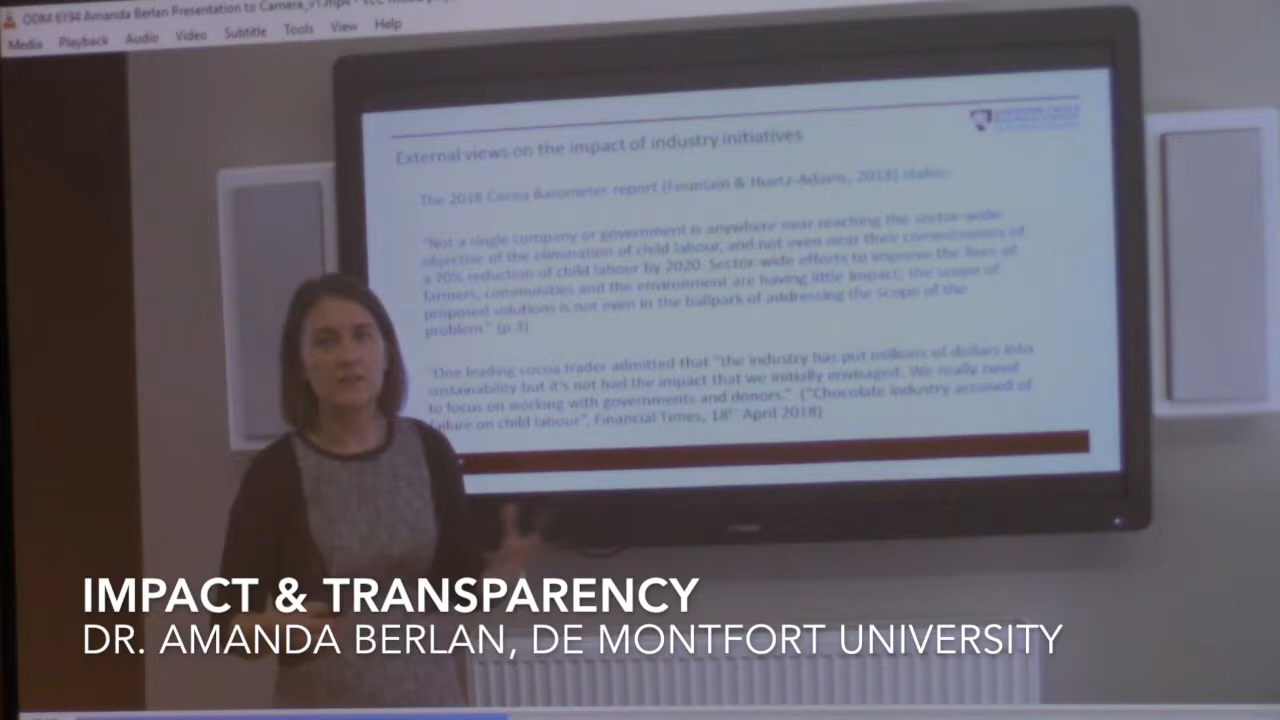 ODM 6194 Amanda Berlan Presentation to Camera_v1.mp4 - VLC media
Media Playback Audio Video Subtitle Tools View Help
External views on the impact of industry initiatives
The 2018 Cocoa Barometer report (Fountain & Huetz-Adams, 2018) states:
"Not a single company or government is anywhere near reaching the sector-wide
objective of the elimination of child labour, and not even near their commitments of
a 70% reduction of child labour by 2020. Sector-wide efforts to improve the lives of
farmers, communities and the environment are having little impact; the scope of
proposed solutions is not even in the ballpark of addressing the scope of the
problem." (p.3)
"One leading cocoa trader admitted that "the industry has put millions of dollars into
sustainability but it's not had the impact that we initially envisaged. We really need
to focus on working with governments and donors." ("Chocolate industry accused of
failure on child labour", Financial Times, 18th April 2018)
IMPACT & TRANSPARENCY
DR. AMANDA BERLAN, DE MONTFORT UNIVERSITY